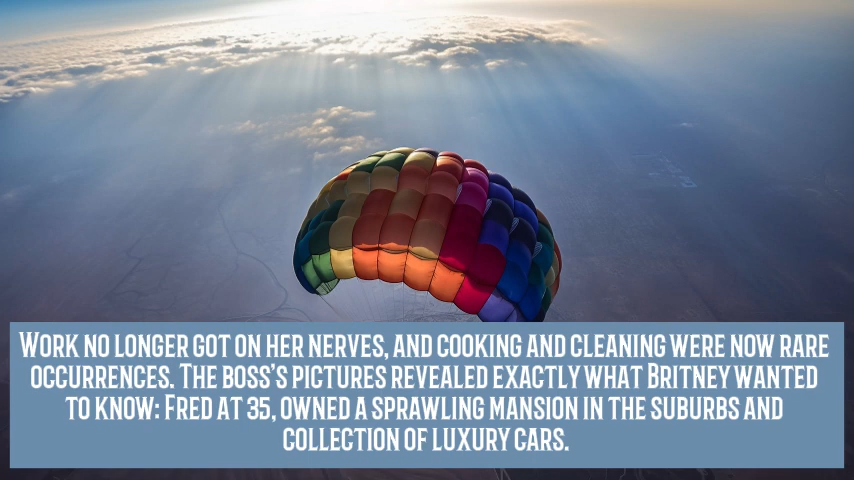 Work no longer got on her nerves, and cooking and cleaning were now rare
occurrences. The boss's pictures revealed exactly what Britney wanted
to know: Fred at 35, owned a sprawling mansion in the suburbs and
collection of luxury cars.